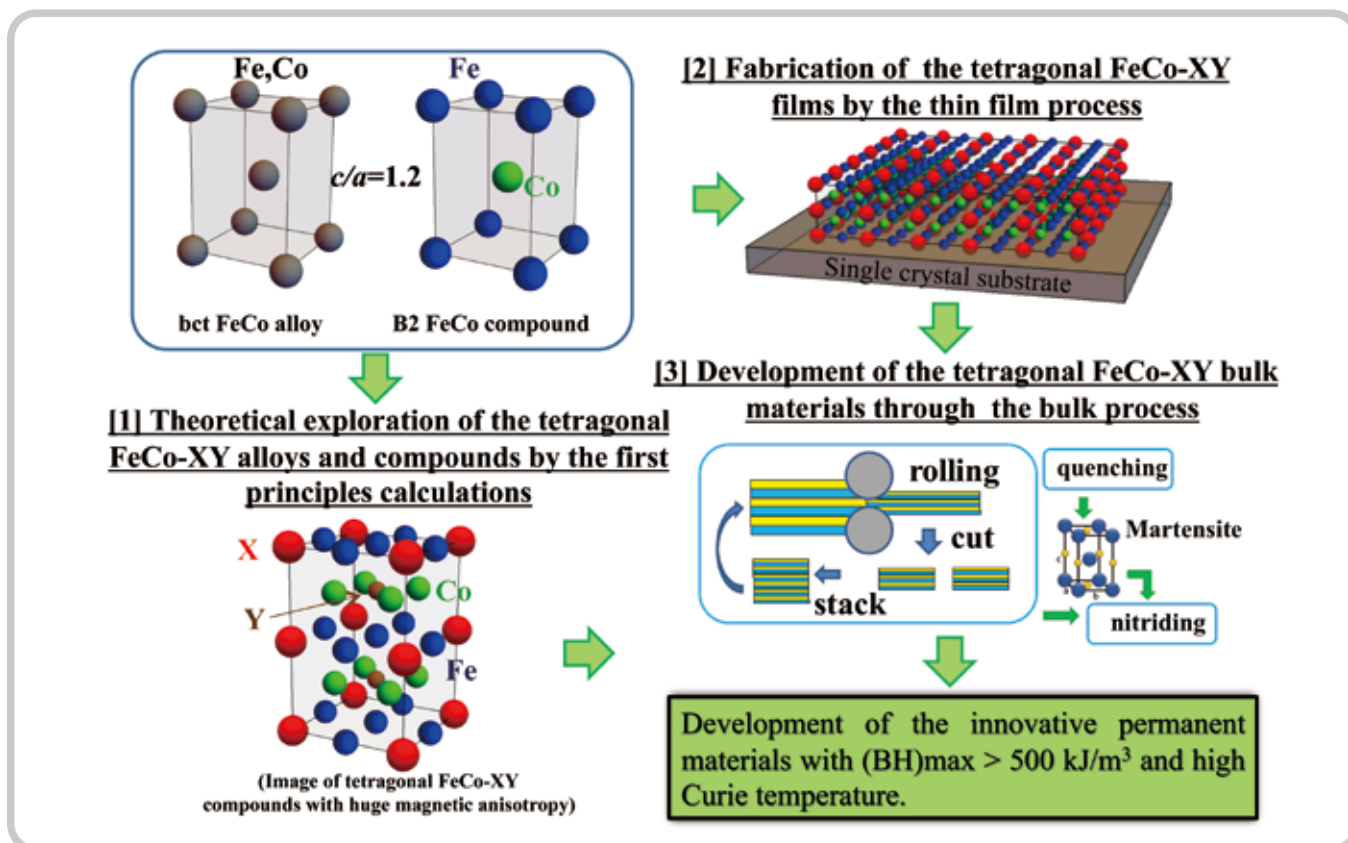 Fe,Co
Fe
c/a=1.2
Co
bct FeCo alloy
B2 FeCo compound
[1] Theoretical exploration of the tetragonal
FeCo-XY alloys and compounds by the first
principles calculations
X
Co
Y
Fe
(Image of tetragonal FeCo-XY
compounds with huge magnetic anisotropy)
[2] Fabrication of the tetragonal FeCo-XY
films by the thin film process
Single crystal substrate
[3] Development of the tetragonal FeCo-XY bulk
materials through the bulk process
rolling
cut
stack
quenching
Martensite
c
a
b
nitriding
Development of the innovative permanent
materials with (BH)max > 500 kJ/m³ and high
Curie temperature.